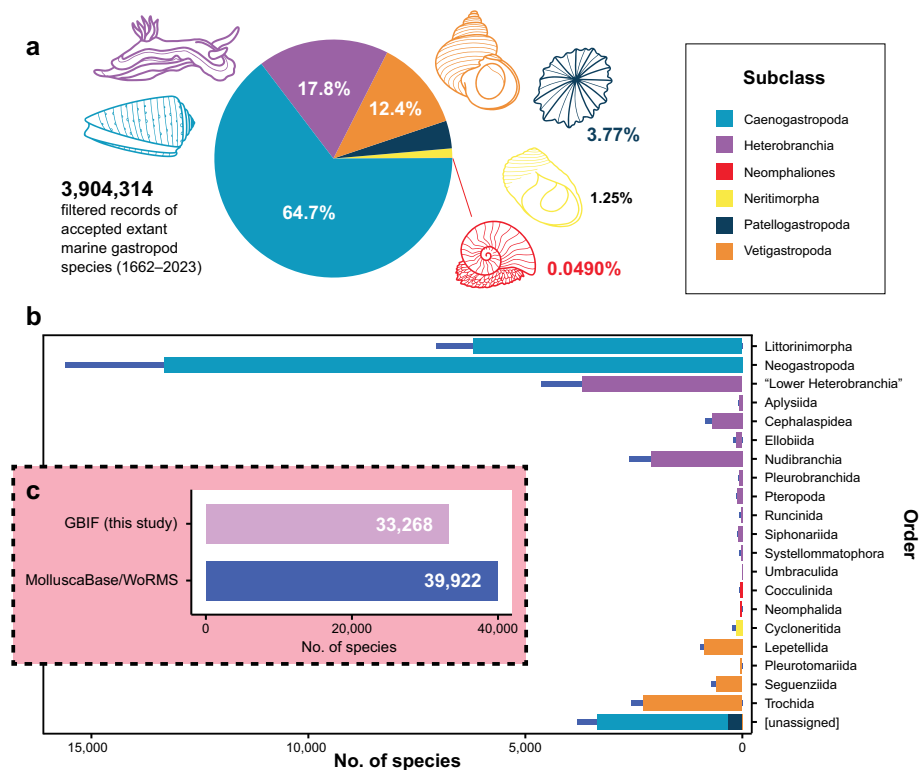 a
17.8%
12.4%
3.77%
1.25%
64.7%
0.0490%
3,904,314
filtered records of
accepted extant
marine gastropod
species (1662–2023)
Subclass
Caenogastropoda
Heterobranchia
Neomphaliones
Neritimorpha
Patellogastropoda
Vetigastropoda
b
Littorinimorpha
Neogastropoda
“Lower Heterobranchia”
Aplysiida
Cephalaspidea
Ellobiida
Nudibranchia
Pleurobranchida
Pteropoda
Runcinida
Siphonariida
Systellommatophora
Umbraculida
Cocculinida
Neomphalida
Cycloneritida
Lepetellida
Pleurotomariida
Seguenziida
Trochida
[unassigned]
Order
15,000
10,000
5,000
0
No. of species
c
GBIF (this study)
33,268
MolluscaBase/WoRMS
39,922
0
20,000
40,000
No. of species